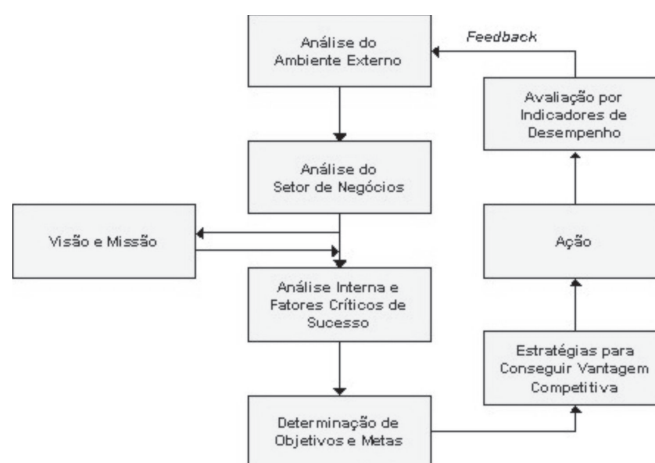 Análise do
Ambiente Externo
Feedback
Avaliação por
Indicadores de
Desempenho
Análise do
Setor de Negócios
Visão e Missão
Ação
Análise Interna e
Fatores Críticos de
Sucesso
Estratégias para
Conseguir Vantagem
Competitiva
Determinação de
Objetivos e Metas